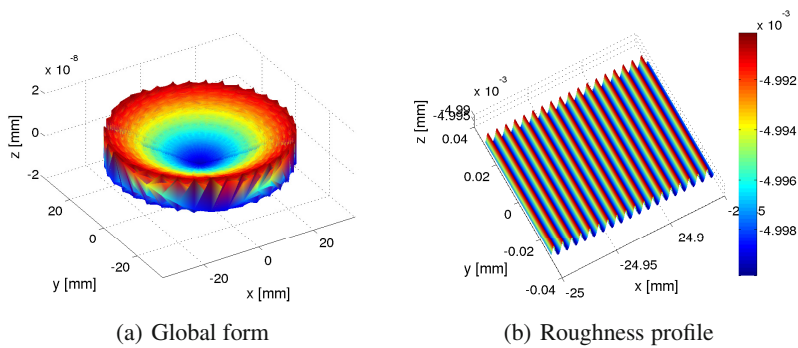 x 10⁻⁸
2
0
-2
z [mm]
20
0
-20
y [mm]
-20
0
20
x [mm]
(a) Global form
x 10⁻³
-4.99
-4.995
z [mm]
0.04
0.02
0
-0.02
-0.04
y [mm]
-25
-24.95
24.9
-2
5
x [mm]
x 10⁻³
-4.992
-4.994
-4.996
-4.998
(b) Roughness profile